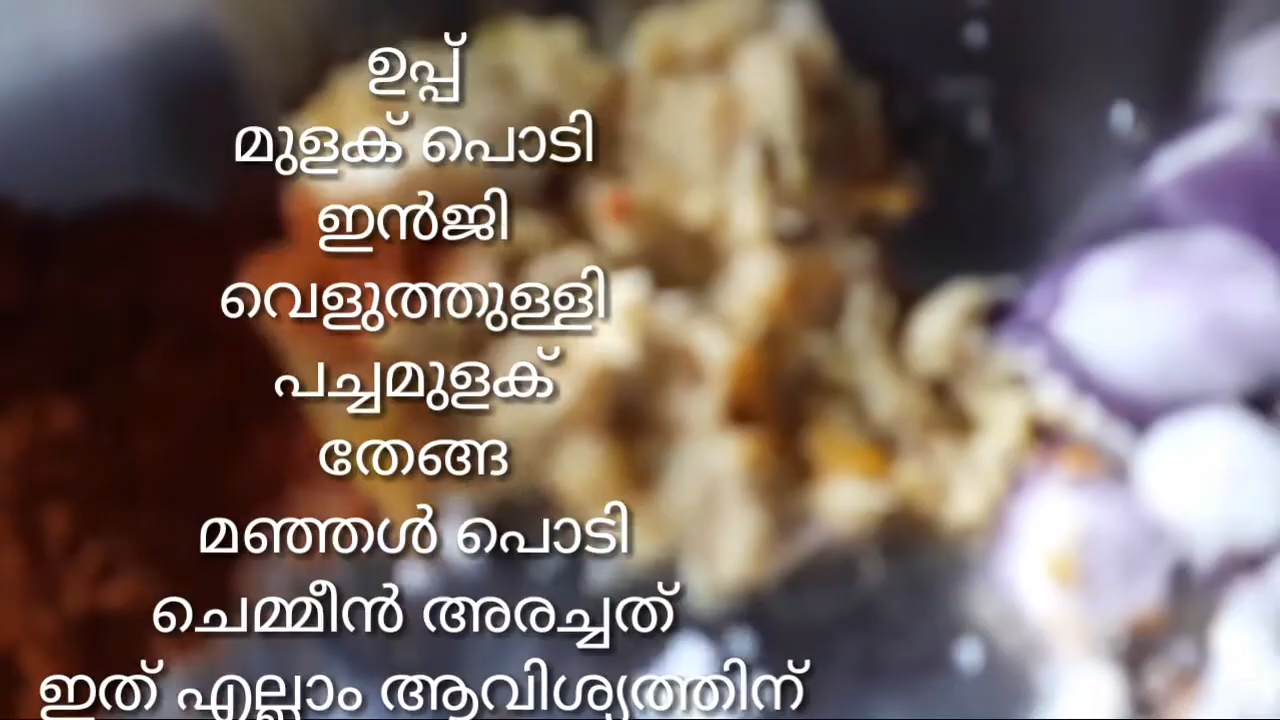 ഉപ്പ്
മുളക് പൊടി
ഇൻജി
വെളുത്തുള്ളി
പച്ചമുളക്
തേങ്ങ
മഞ്ഞൾ പൊടി
ചെമ്മീൻ അരച്ചത്
ഇത് എല്ലാം ആവിശ്യത്തിന്